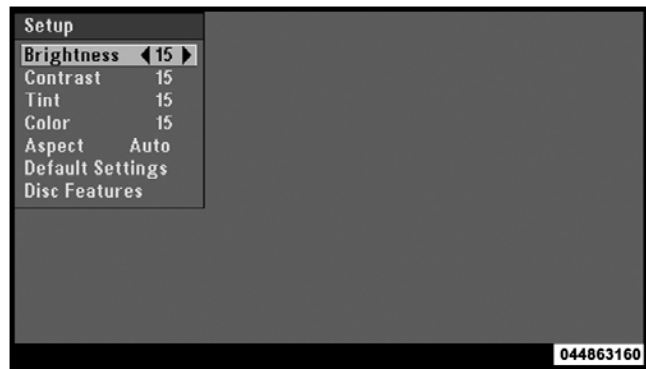 Setup
Brightness ◀ 15 ▶
Contrast 15
Tint 15
Color 15
Aspect Auto
Default Settings
Disc Features
044863160